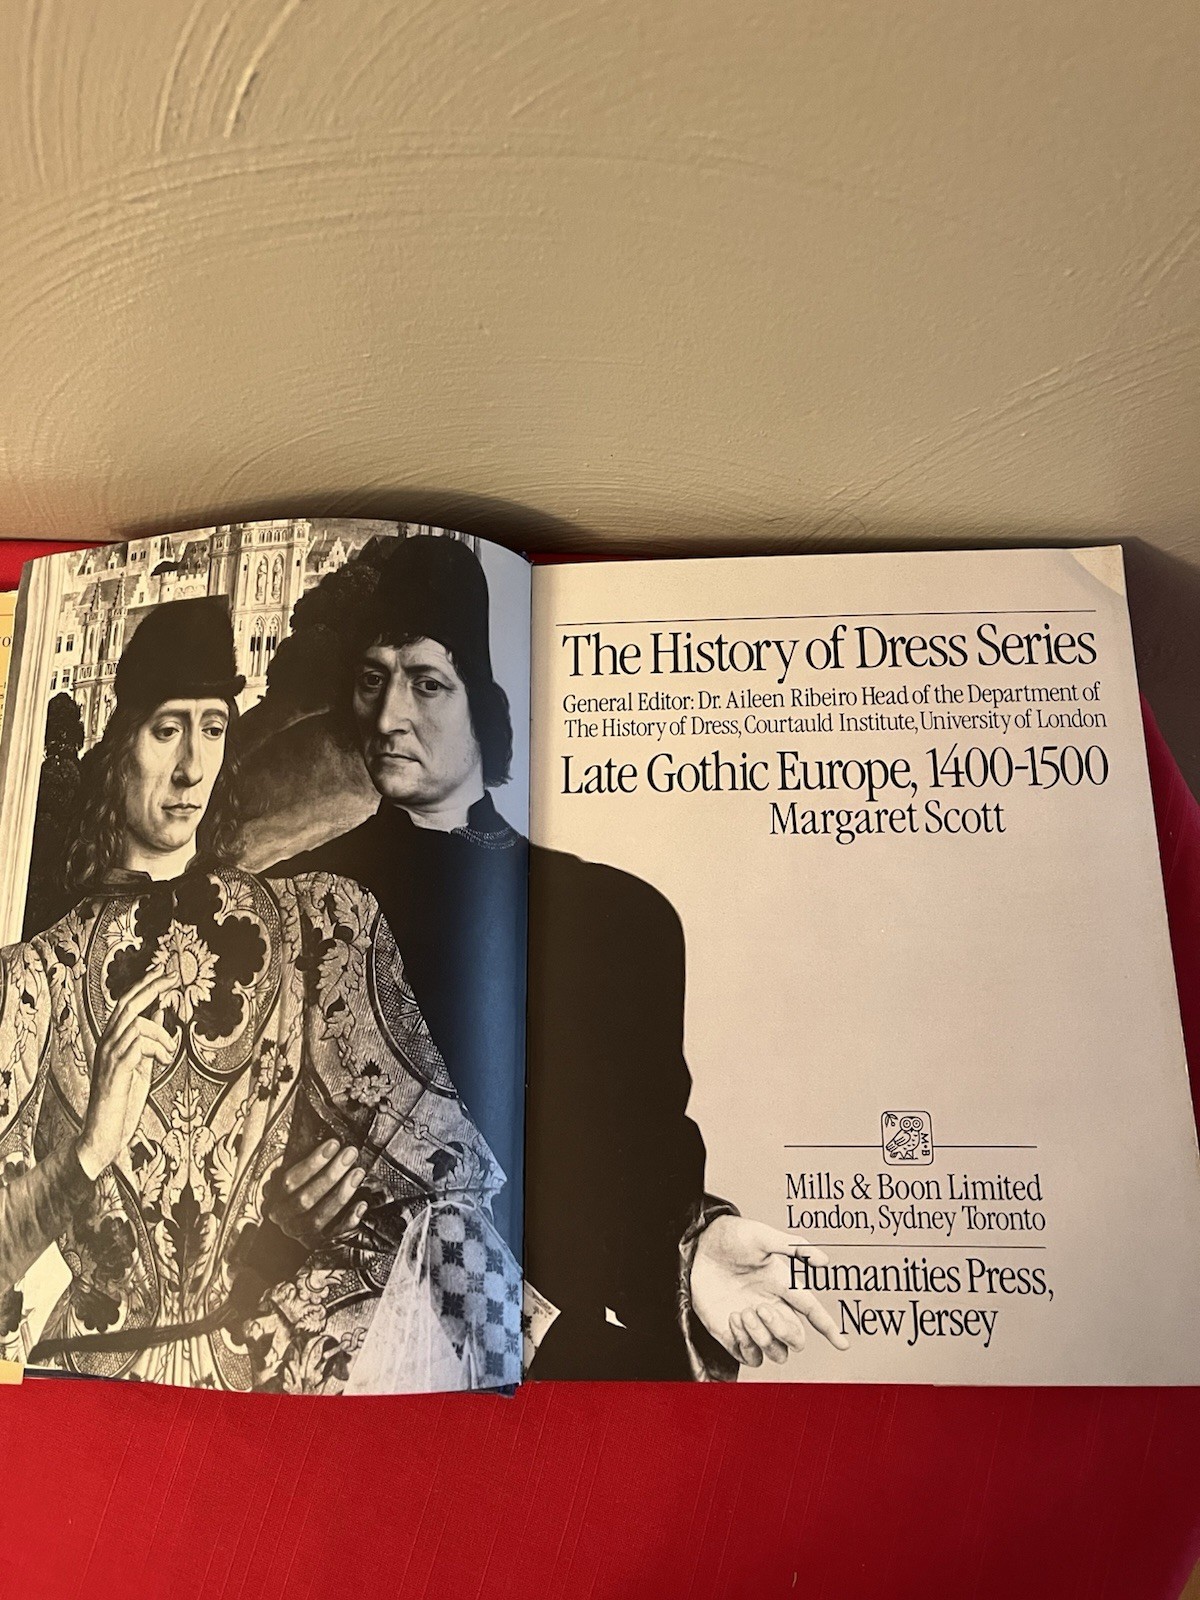 The History of Dress Series
General Editor: Dr. Aileen Ribeiro Head of the Department of
The History of Dress, Courtauld Institute, University of London
Late Gothic Europe, 1400-1500
Margaret Scott
M·B
Mills & Boon Limited
London, Sydney Toronto
Humanities Press,
New Jersey